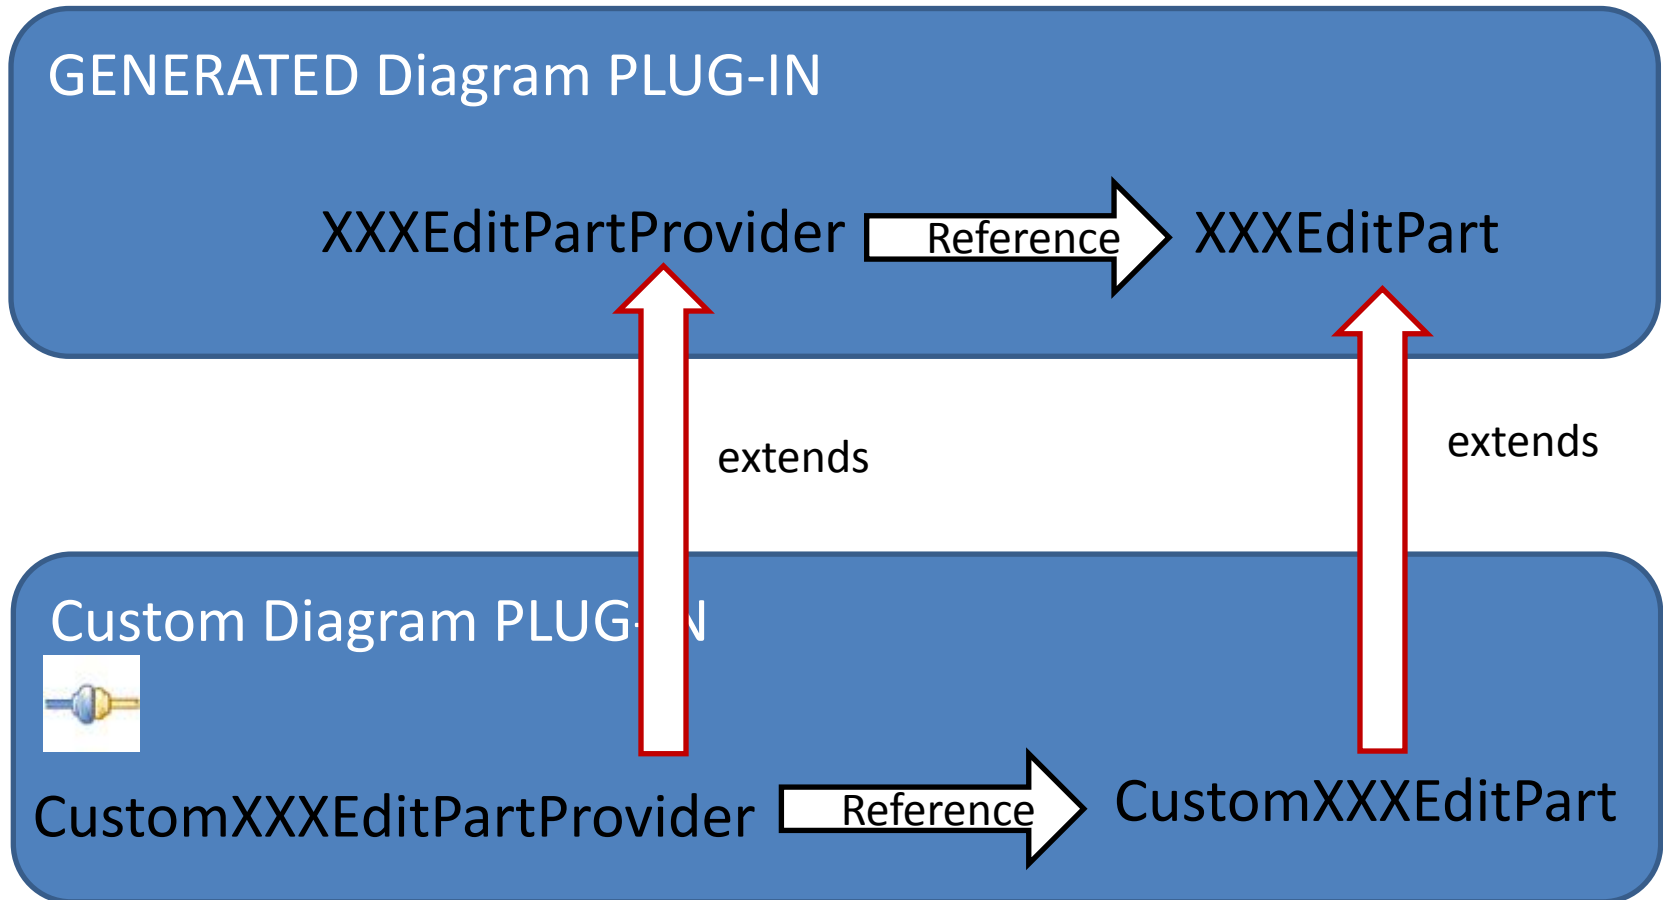 GENERATED Diagram PLUG-IN
XXXEditPartProvider
Reference
XXXEditPart
extends
extends
Custom Diagram PLUG-IN
CustomXXXEditPartProvider
Reference
CustomXXXEditPart